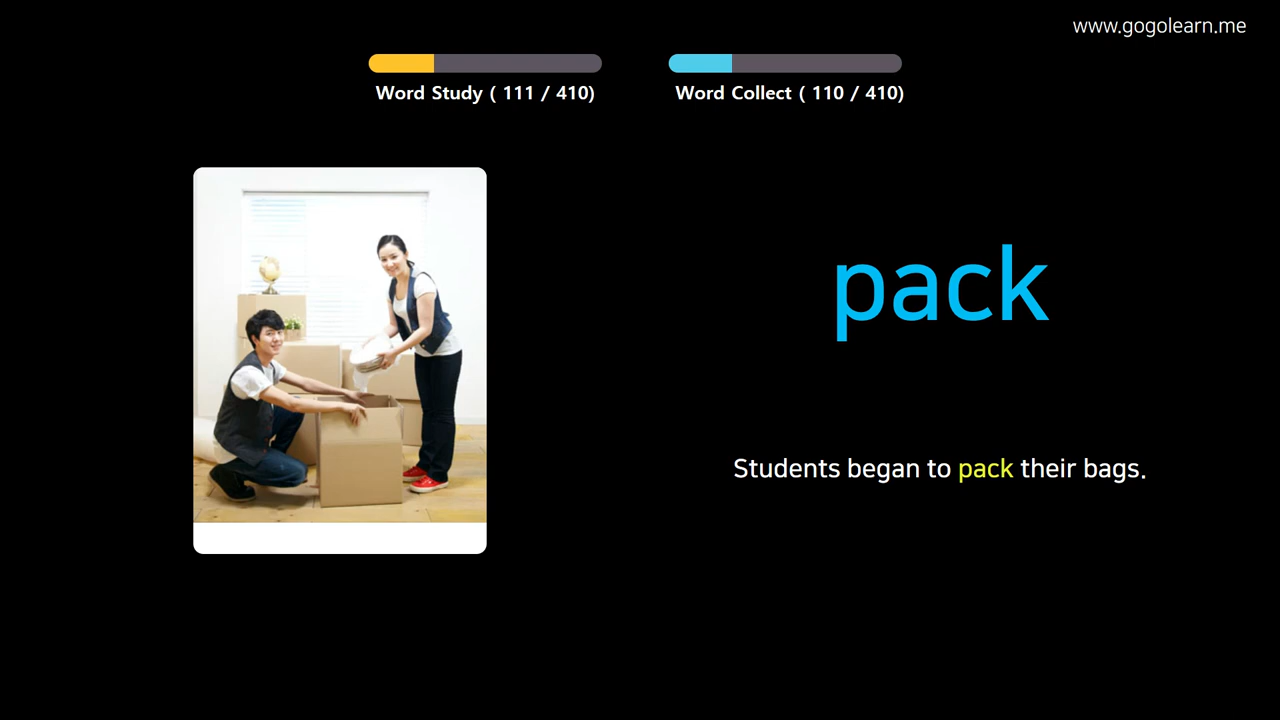 www.gogolearn.me
Word Study ( 111 / 410)
Word Collect ( 110 / 410)
pack
Students began to pack their bags.